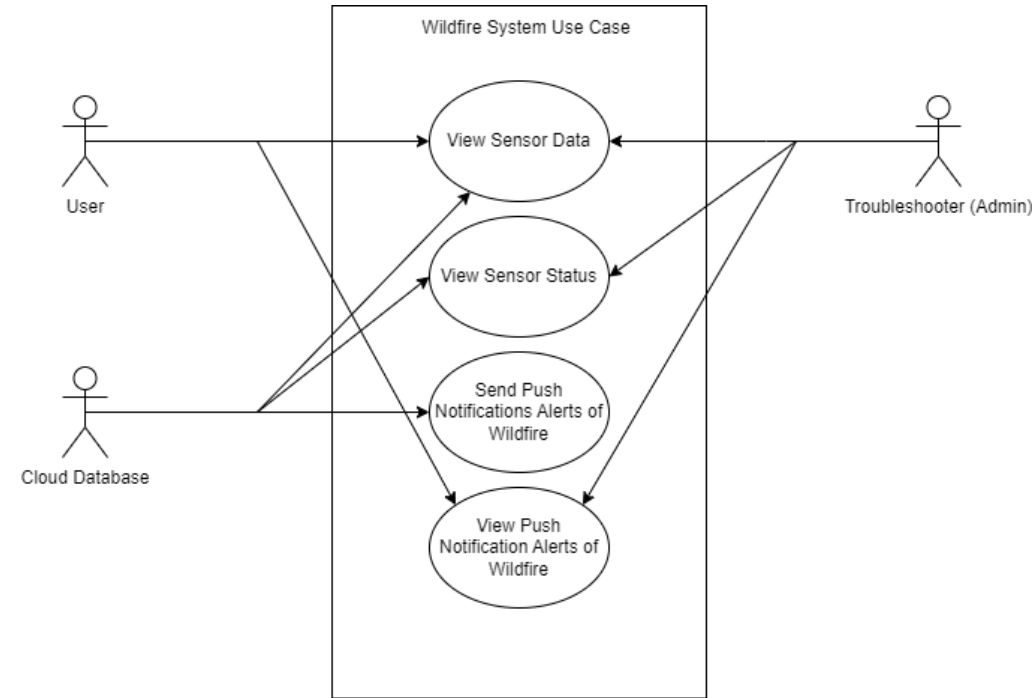 Wildfire System Use Case
View Sensor Data
User
Troubleshooter (Admin)
View Sensor Status
Send Push
Notifications Alerts of
Wildfire
Cloud Database
View Push
Notification Alerts of
Wildfire